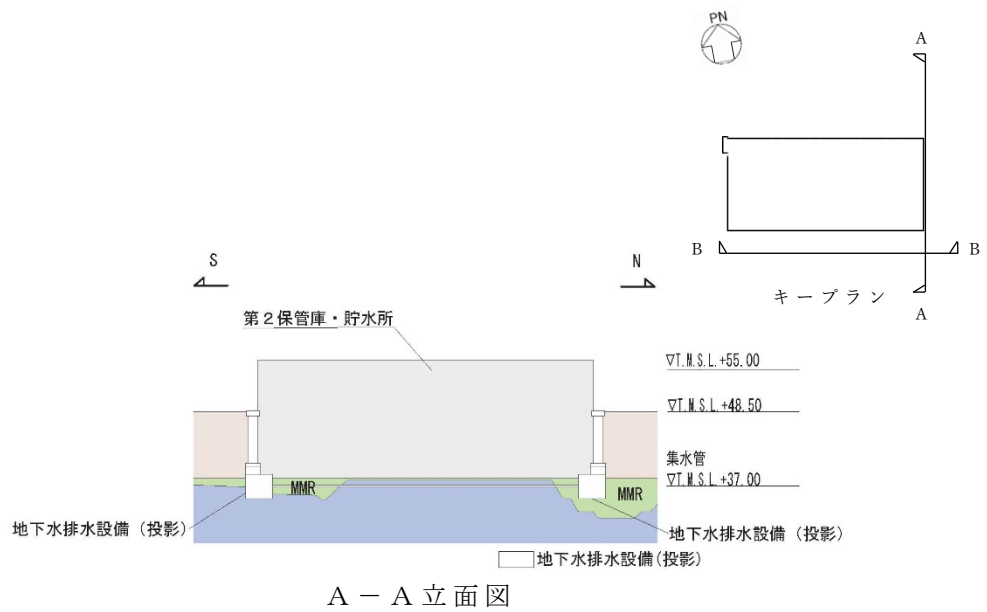 PN
A
B
B
キープラン
A
S
N
第2保管庫・貯水所
▽T.M.S.L.+55.00
▽T.M.S.L.+48.50
集水管
▽T.M.S.L.+37.00
MMR
MMR
地下水排水設備(投影)
地下水排水設備(投影)
地下水排水設備(投影)
A-A立面図